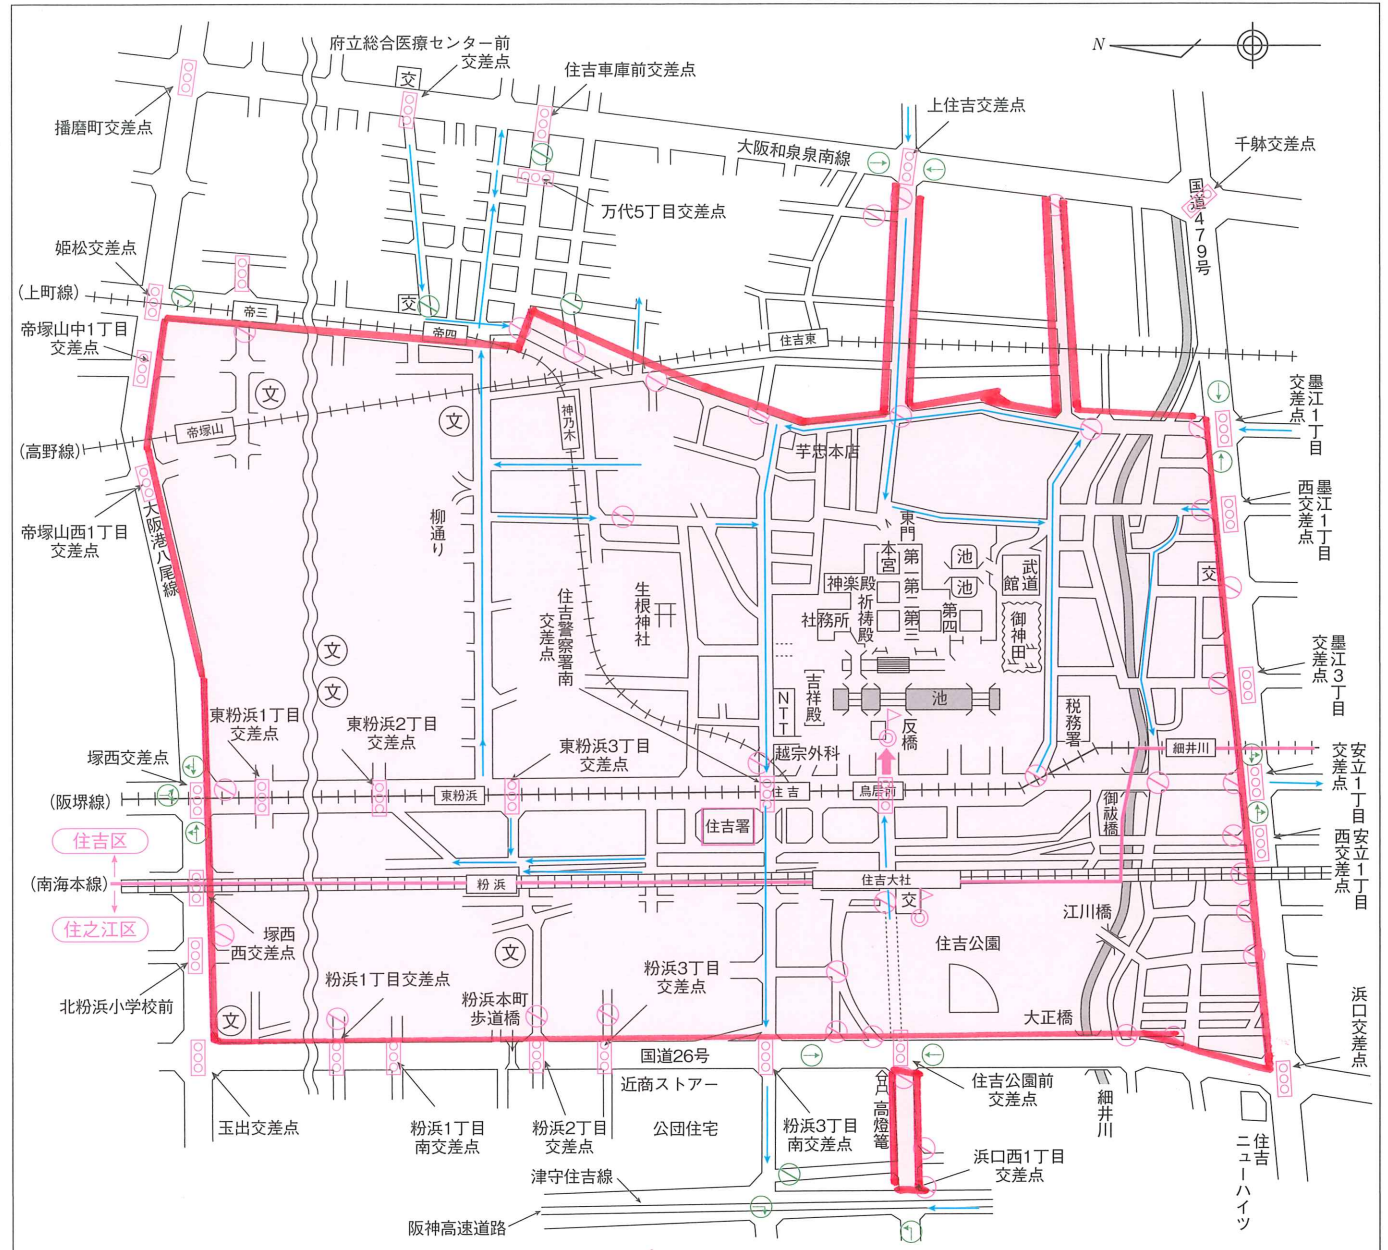 府立総合医療センター前
交差点
交
住吉車庫前交差点
N
播磨町交差点
上住吉交差点
大阪和泉泉南線
千躰交差点
国道479号
万代5丁目交差点
姫松交差点
(上町線)
帝三
交
帝四
帝塚山中1丁目
交差点
住吉東
文
文
神乃木
帝塚山
(高野線)
芋忠本店
墨江1丁目
交差点
墨江1丁目
西交差点
帝塚山西1丁目
交差点
大阪港八尾線
柳通り
東門
本宮
第一
第二
第三
第四
池
池
武道館
神楽殿
祈祷殿
社務所
御神田
交
生根神社
住吉警察署南
交差点
文
文
吉祥殿
NTT
池
反橋
税務署
墨江3丁目
交差点
東粉浜1丁目
交差点
東粉浜2丁目
交差点
東粉浜3丁目
交差点
越宗外科
細井川
塚西交差点
安立1丁目
交差点
(阪堺線)
東粉浜
住吉
鳥居前
御祓橋
住吉署
安立1丁目
西交差点
住吉区
(南海本線)
粉浜
住吉大社
住之江区
交
江川橋
塚西
西交差点
文
住吉公園
粉浜3丁目
交差点
粉浜1丁目交差点
北粉浜小学校前
粉浜本町
歩道橋
文
大正橋
浜口交差点
国道26号
近商ストアー
公団住宅
高燈篭
住吉公園前
交差点
細井川
玉出交差点
粉浜1丁目
南交差点
粉浜2丁目
交差点
粉浜3丁目
南交差点
浜口西1丁目
交差点
住吉
ニューハイツ
津守住吉線
阪神高速道路